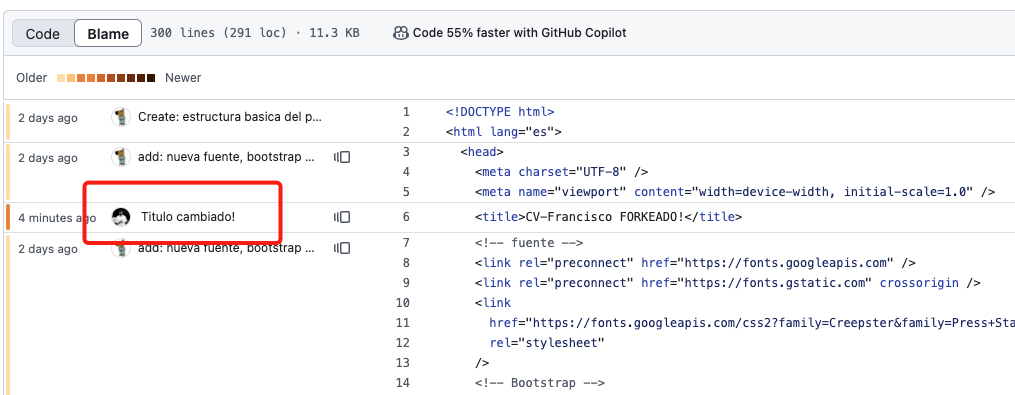 Code Blame 300 lines (291 loc) · 11.3 KB Code 55% faster with GitHub Copilot
Older Newer
2 days ago Create: estructura basica del p... 1 <!DOCTYPE html>
2 <html lang="es">
2 days ago add: nueva fuente, bootstrap ... 3 <head>
4 <meta charset="UTF-8" />
5 <meta name="viewport" content="width=device-width, initial-scale=1.0" />
4 minutes ago Titulo cambiado! 6 <title>CV-Francisco FORKEADO!</title>
2 days ago add: nueva fuente, bootstrap ... 7 <!-- fuente -->
8 <link rel="preconnect" href="https://fonts.googleapis.com" />
9 <link rel="preconnect" href="https://fonts.gstatic.com" crossorigin />
10 <link
11 href="https://fonts.googleapis.com/css2?family=Creepster&family=Press+Sta
12 rel="stylesheet"
13 />
14 <!-- Bootstrap -->